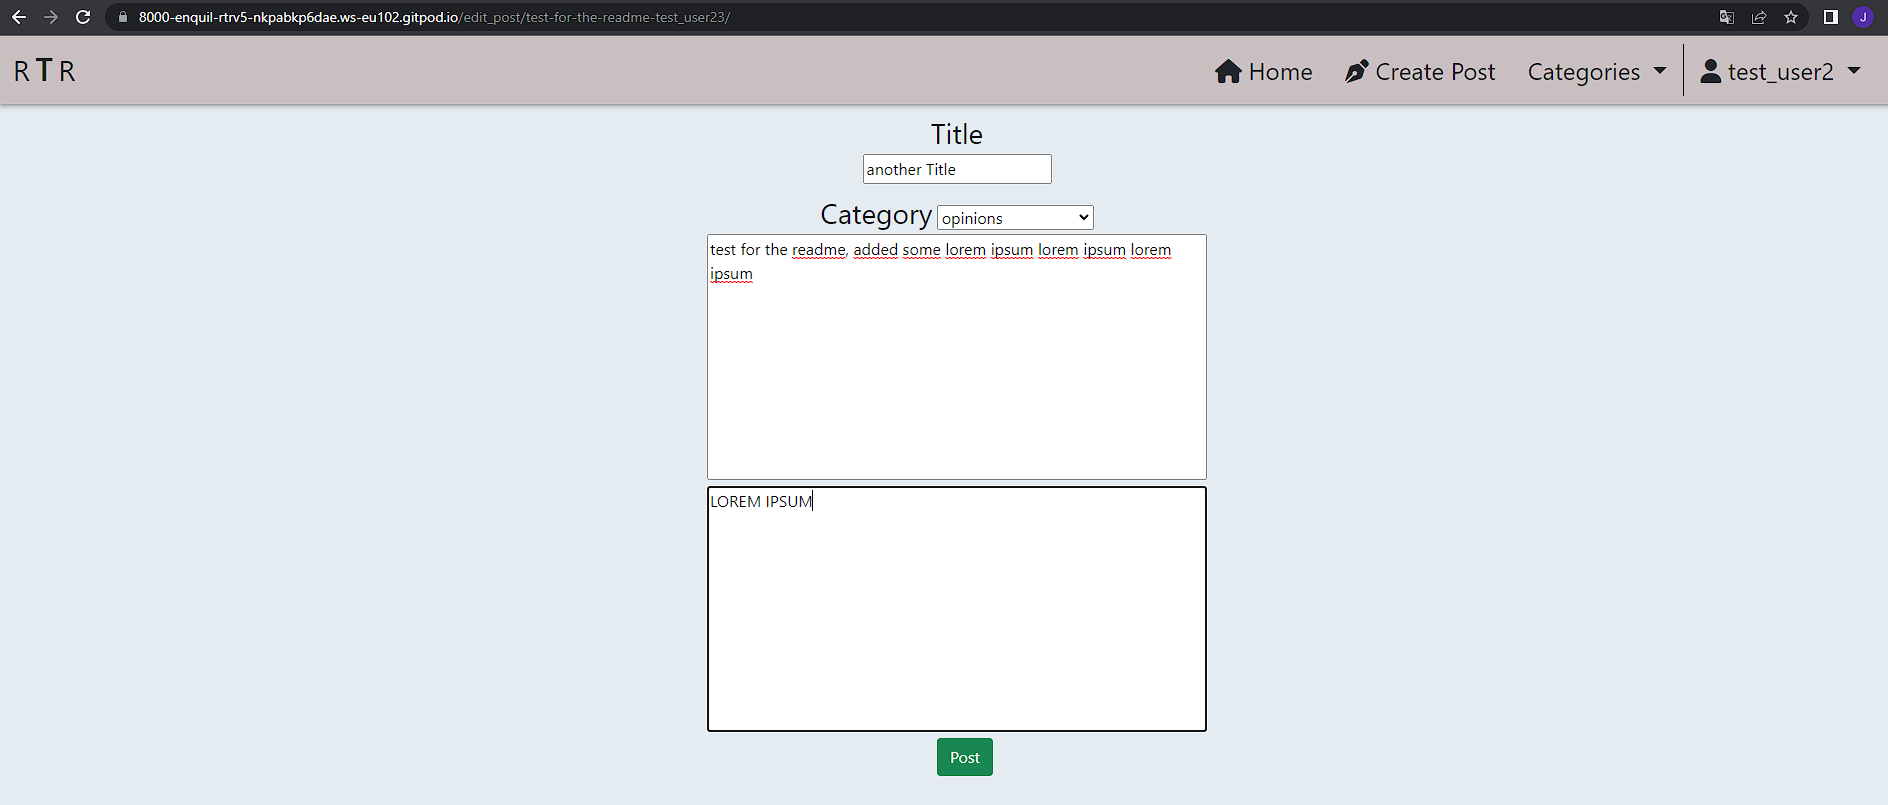 8000-enquil-rtrv5-nkpabkp6dae.ws-eu102.gitpod.io/edit_post/test-for-the-readme-test_user23/
J
R T R
Home
Create Post
Categories
test_user2
Title
another Title
Category
opinions
test for the readme, added some lorem ipsum lorem ipsum lorem
ipsum
LOREM IPSUM
Post